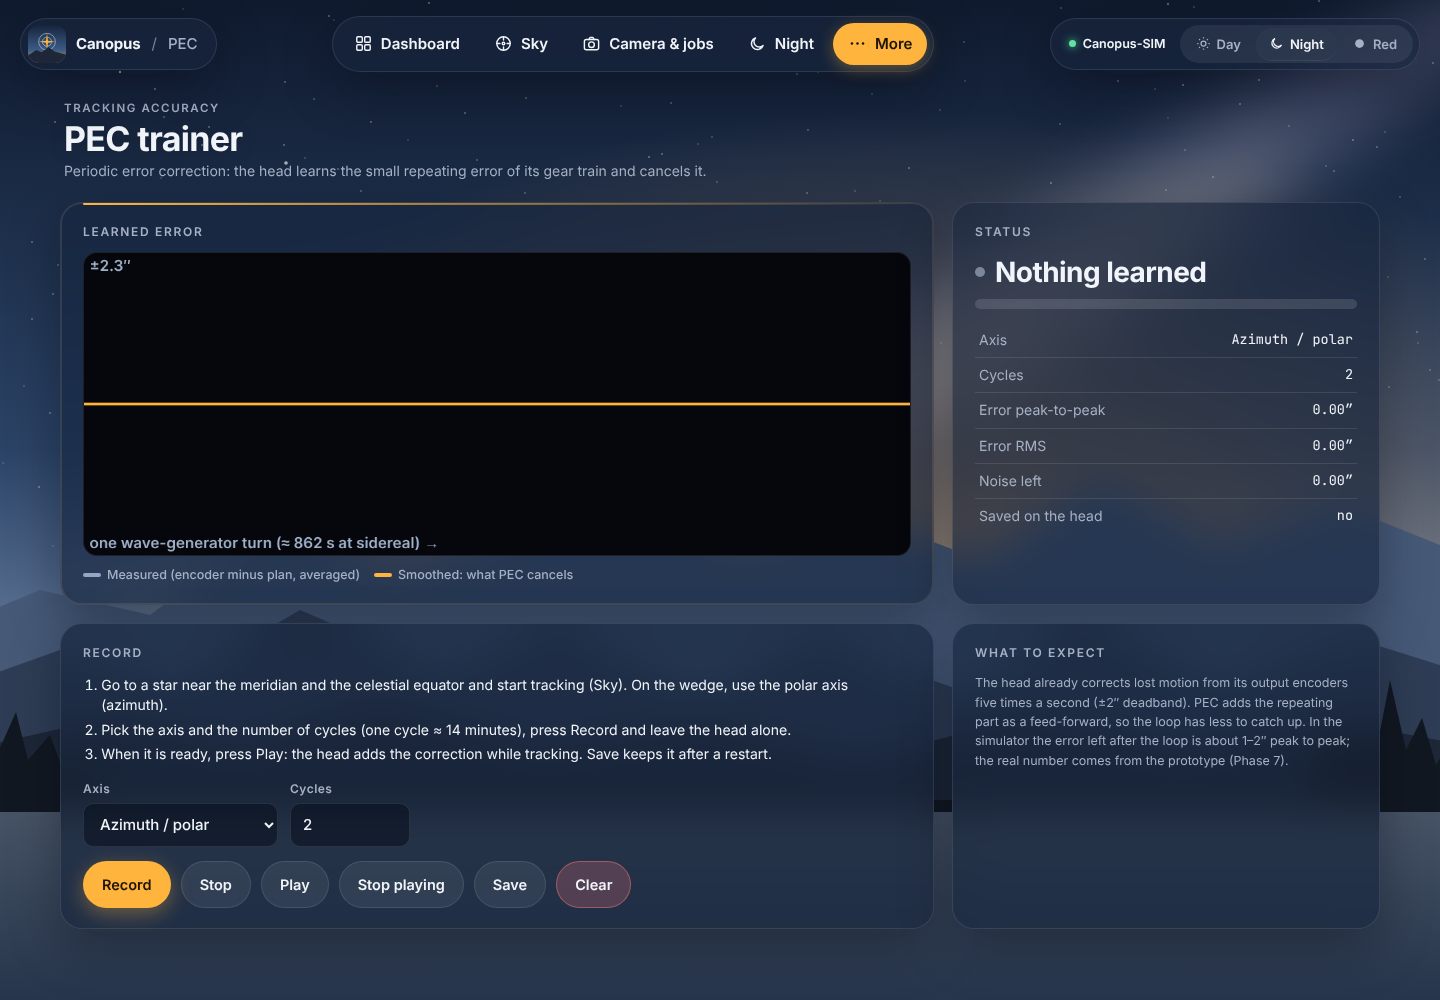 Canopus / PEC
Dashboard
Sky
Camera & jobs
Night
More
Canopus-SIM
Day
Night
Red
TRACKING ACCURACY
PEC trainer
Periodic error correction: the head learns the small repeating error of its gear train and cancels it.
LEARNED ERROR
±2.3″
one wave-generator turn (≈ 862 s at sidereal) →
Measured (encoder minus plan, averaged)
Smoothed: what PEC cancels
STATUS
Nothing learned
Axis Azimuth / polar
Cycles 2
Error peak-to-peak 0.00″
Error RMS 0.00″
Noise left 0.00″
Saved on the head no
RECORD
1. Go to a star near the meridian and the celestial equator and start tracking (Sky). On the wedge, use the polar axis
(azimuth).
2. Pick the axis and the number of cycles (one cycle ≈ 14 minutes), press Record and leave the head alone.
3. When it is ready, press Play: the head adds the correction while tracking. Save keeps it after a restart.
Axis
Cycles
Azimuth / polar
2
Record
Stop
Play
Stop playing
Save
Clear
WHAT TO EXPECT
The head already corrects lost motion from its output encoders
five times a second (±2″ deadband). PEC adds the repeating
part as a feed-forward, so the loop has less to catch up. In the
simulator the error left after the loop is about 1–2″ peak to peak;
the real number comes from the prototype (Phase 7).